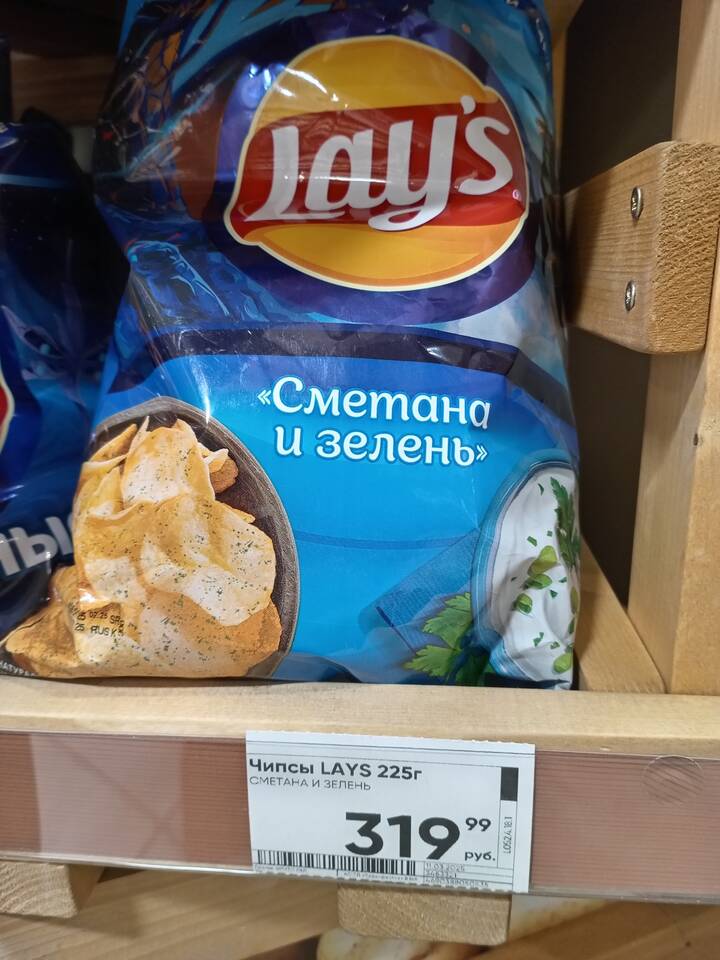 Lay's
«Сметана
и зелень»
Чипсы LAYS 225г
СМЕТАНА И ЗЕЛЕНЬ
319 99
руб.